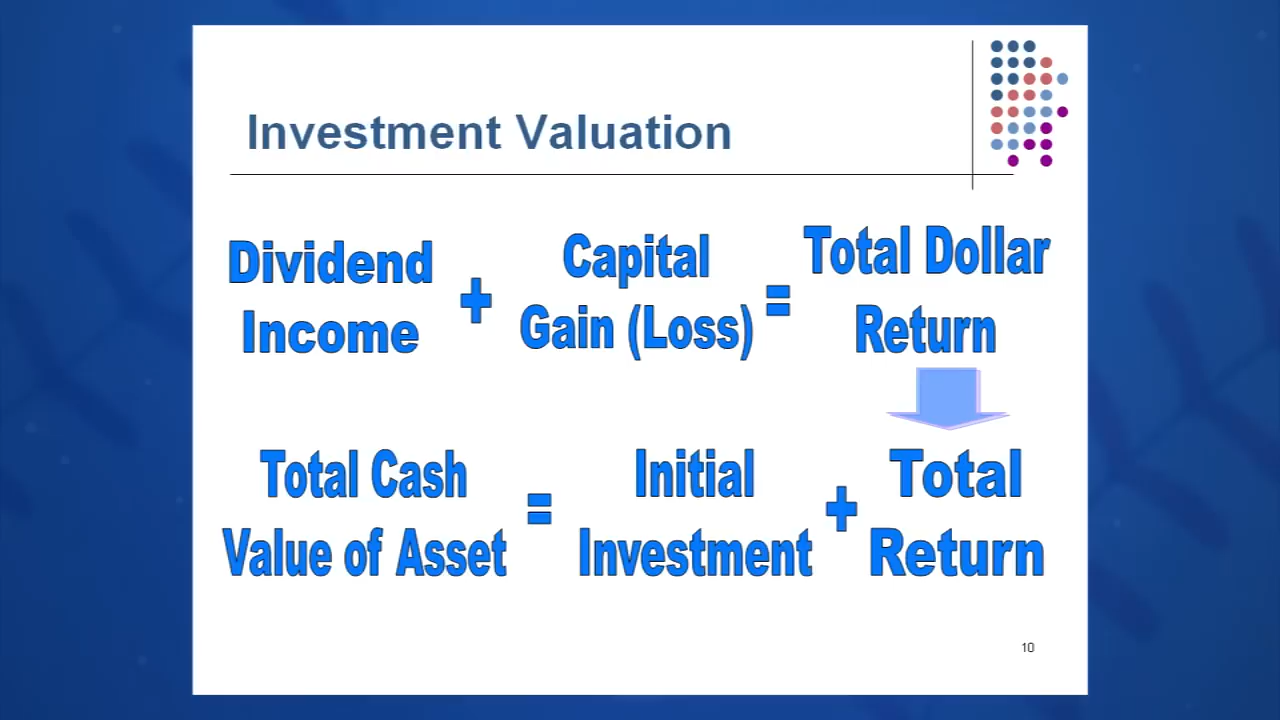 Investment Valuation
Dividend
Income
+
Capital
Gain (Loss)
=
Total Dollar
Return
Total Cash
Value of Asset
=
Initial
Investment
+
Total
Return
10